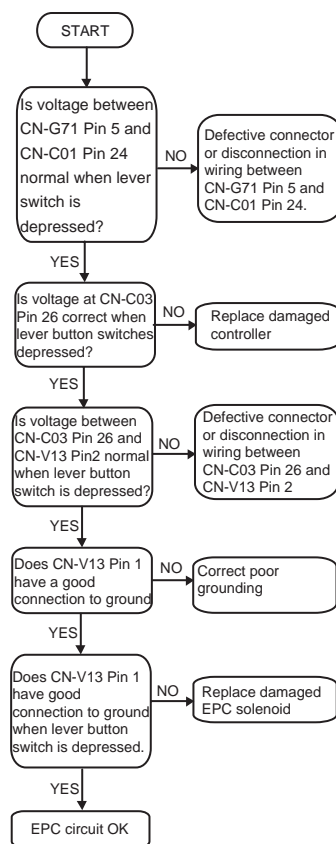 START
Is voltage between
CN-G71 Pin 5 and
CN-C01 Pin 24
normal when lever
switch is
depressed?
NO
Defective connector
or disconnection in
wiring between
CN-G71 Pin 5 and
CN-C01 Pin 24.
YES
Is voltage at CN-C03
Pin 26 correct when
lever button switches
depressed?
NO
Replace damaged
controller
YES
Is voltage between
CN-C03 Pin 26 and
CN-V13 Pin2 normal
when lever button
switch is depressed?
NO
Defective connector
or disconnection in
wiring between
CN-C03 Pin 26 and
CN-V13 Pin 2
YES
Does CN-V13 Pin 1
have a good
connection to ground
NO
Correct poor
grounding
YES
Does CN-V13 Pin 1
have good
connection to ground
when lever button
switch is depressed.
NO
Replace damaged
EPC solenoid
YES
EPC circuit OK